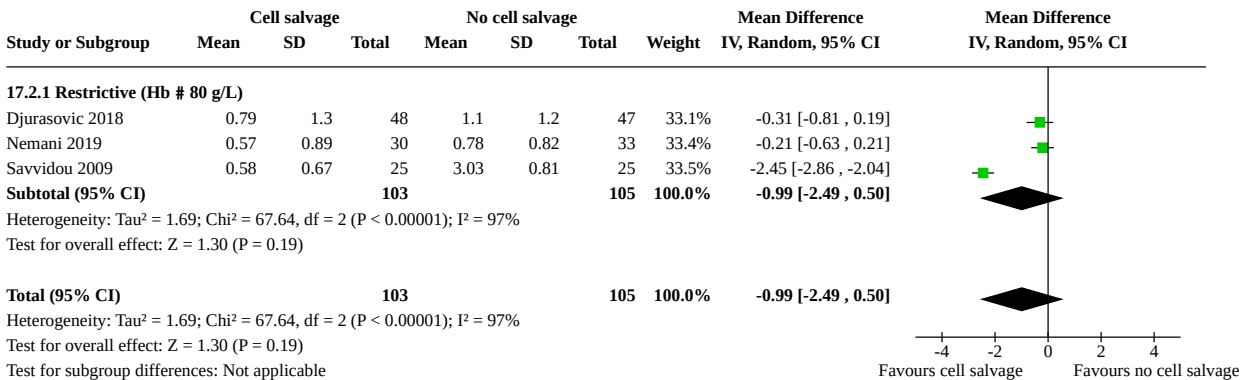 Cell salvage No cell salvage Mean Difference Mean Difference
Study or Subgroup Mean SD Total Mean SD Total Weight IV, Random, 95% CI IV, Random, 95% CI
17.2.1 Restrictive (Hb # 80 g/L)
Djurasovic 2018 0.79 1.3 48 1.1 1.2 47 33.1% -0.31 [-0.81 , 0.19]
Nemani 2019 0.57 0.89 30 0.78 0.82 33 33.4% -0.21 [-0.63 , 0.21]
Savvidou 2009 0.58 0.67 25 3.03 0.81 25 33.5% -2.45 [-2.86 , -2.04]
Subtotal (95% CI) 103 105 100.0% -0.99 [-2.49 , 0.50]
Heterogeneity: Tau² = 1.69; Chi² = 67.64, df = 2 (P < 0.00001); I² = 97%
Test for overall effect: Z = 1.30 (P = 0.19)
Total (95% CI) 103 105 100.0% -0.99 [-2.49 , 0.50]
Heterogeneity: Tau² = 1.69; Chi² = 67.64, df = 2 (P < 0.00001); I² = 97%
Test for overall effect: Z = 1.30 (P = 0.19)
-4 -2 0 2 4
Test for subgroup differences: Not applicable
Favours cell salvage Favours no cell salvage